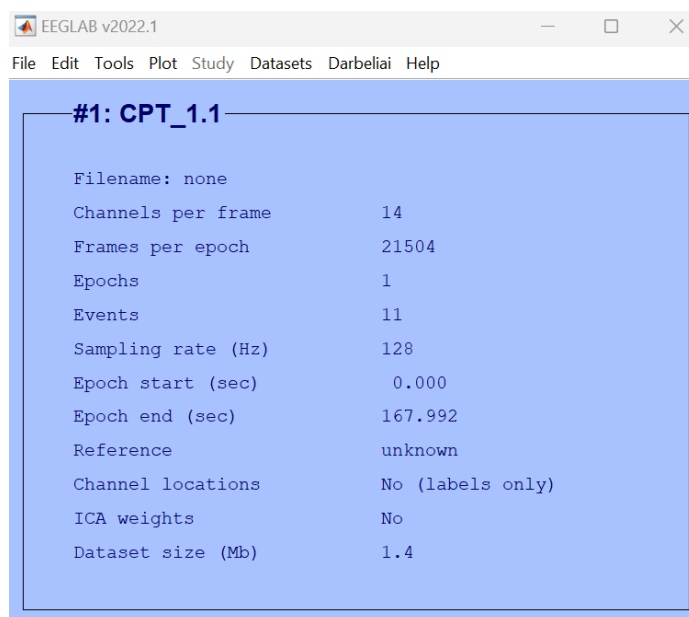 EEGLAB v2022.1
File Edit Tools Plot Study Datasets Darbeliai Help
#1: CPT_1.1
Filename: none
Channels per frame 14
Frames per epoch 21504
Epochs 1
Events 11
Sampling rate (Hz) 128
Epoch start (sec) 0.000
Epoch end (sec) 167.992
Reference unknown
Channel locations No (labels only)
ICA weights No
Dataset size (Mb) 1.4